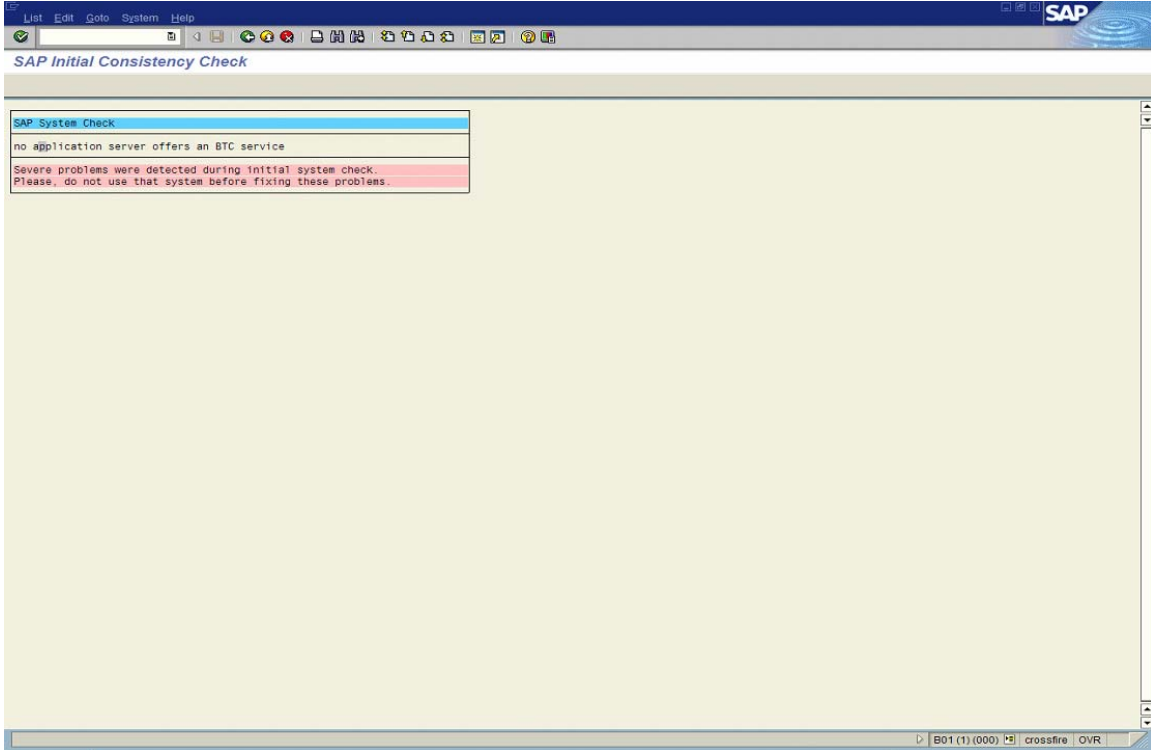 List Edit Goto System Help
SAP
SAP Initial Consistency Check
SAP System Check
no application server offers an BTC service
Severe problems were detected during initial system check.
Please, do not use that system before fixing these problems.
B01 (1) (000) crossfire OVR